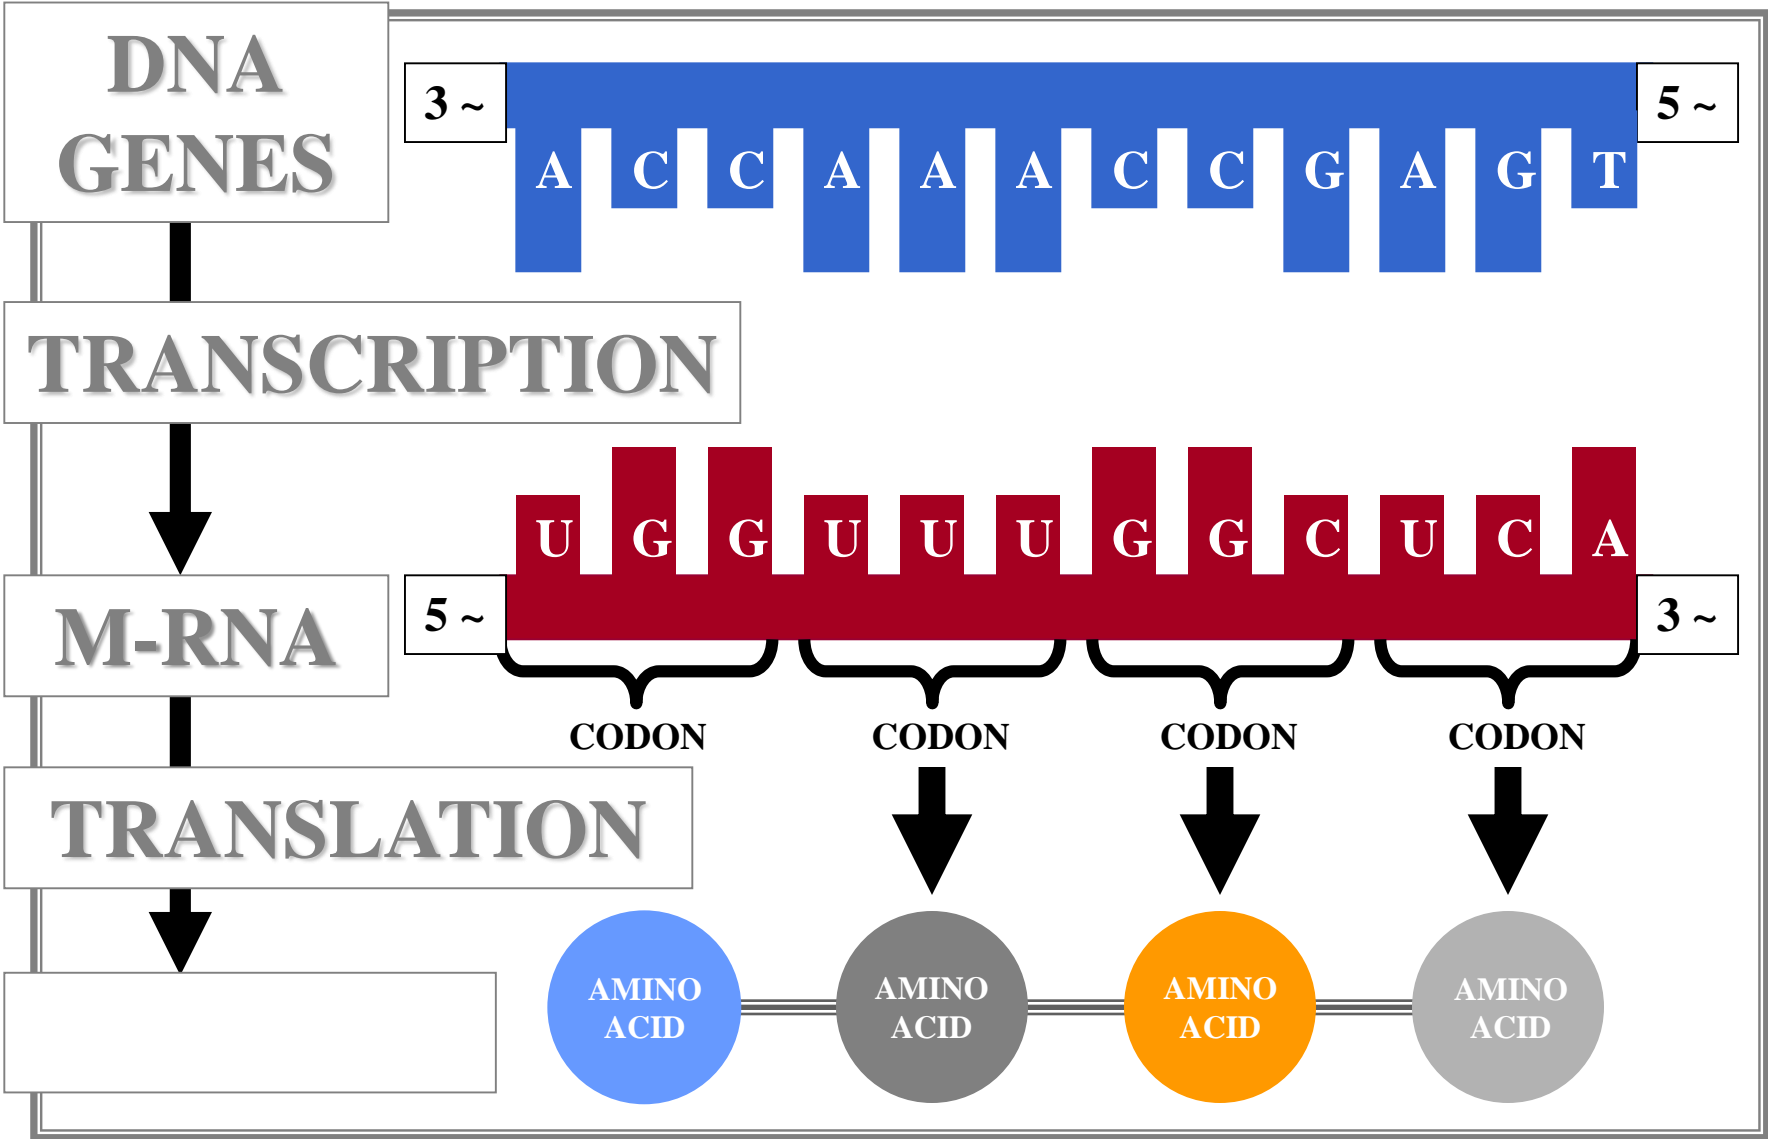 DNA
GENES
3 ~
5 ~
A C C A A A C C G A G T
TRANSCRIPTION
U G G U U U G G C U C A
M-RNA
5 ~
3 ~
CODON CODON CODON CODON
TRANSLATION
AMINO
ACID
AMINO
ACID
AMINO
ACID
AMINO
ACID